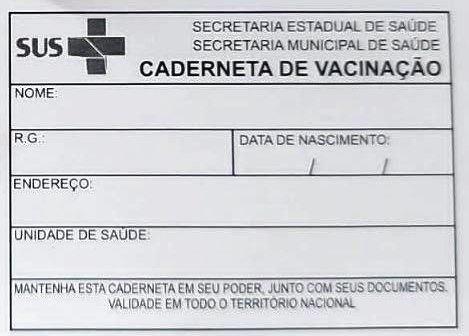 SUS
SECRETARIA ESTADUAL DE SAÚDE
SECRETARIA MUNICIPAL DE SAÚDE
CADERNETA DE VACINAÇÃO
NOME:
R.G.: DATA DE NASCIMENTO:
/ /
ENDEREÇO:
UNIDADE DE SAÚDE:
MANTENHA ESTA CADERNETA EM SEU PODER, JUNTO COM SEUS DOCUMENTOS.
VALIDADE EM TODO O TERRITÓRIO NACIONAL